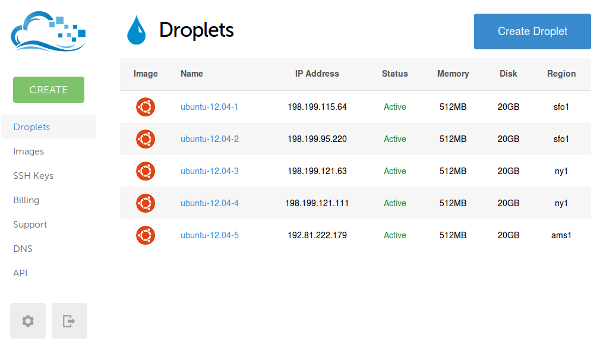 Droplets
Create Droplet
CREATE
Droplets
Images
SSH Keys
Billing
Support
DNS
API
Image Name IP Address Status Memory Disk Region
ubuntu-12.04-1 198.199.115.64 Active 512MB 20GB sfo1
ubuntu-12.04-2 198.199.95.220 Active 512MB 20GB sfo1
ubuntu-12.04-3 198.199.121.63 Active 512MB 20GB ny1
ubuntu-12.04-4 198.199.121.111 Active 512MB 20GB ny1
ubuntu-12.04-5 192.81.222.179 Active 512MB 20GB ams1